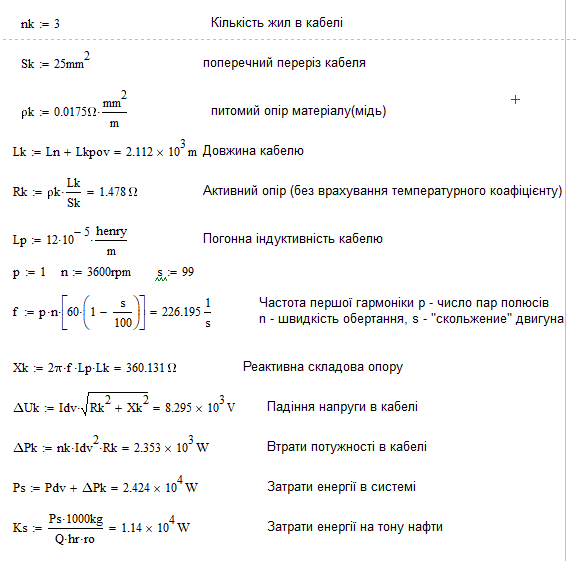 nk := 3 Кількість жил в кабелі
Sk := 25mm² поперечний переріз кабеля
ρk := 0.0175Ω·mm²/m питомий опір матеріалу(мідь)
Lk := Ln + Lkpov = 2.112 × 10³ m Довжина кабелю
Rk := ρk·Lk/Sk = 1.478 Ω Активний опір (без врахування температурного коафіцієнту)
Lp := 12·10⁻⁵·henry/m Погонна індуктивність кабелю
p := 1 n := 3600rpm s := 99
f := p·n·[60·(1 − s/100)] = 226.195 1/s Частота першої гармоніки p - число пар полюсів
n - швидкість обертання, s - "скольжение" двигуна
Xk := 2π·f·Lp·Lk = 360.131 Ω Реактивна складова опору
ΔUk := Idv·√(Rk² + Xk²) = 8.295 × 10³ V Падіння напруги в кабелі
ΔPk := nk·Idv²·Rk = 2.353 × 10³ W Втрати потужності в кабелі
Ps := Pdv + ΔPk = 2.424 × 10⁴ W Затрати енергії в системі
Ks := Ps·1000kg/Q·hr·ro = 1.14 × 10⁴ W Затрати енергії на тону нафти